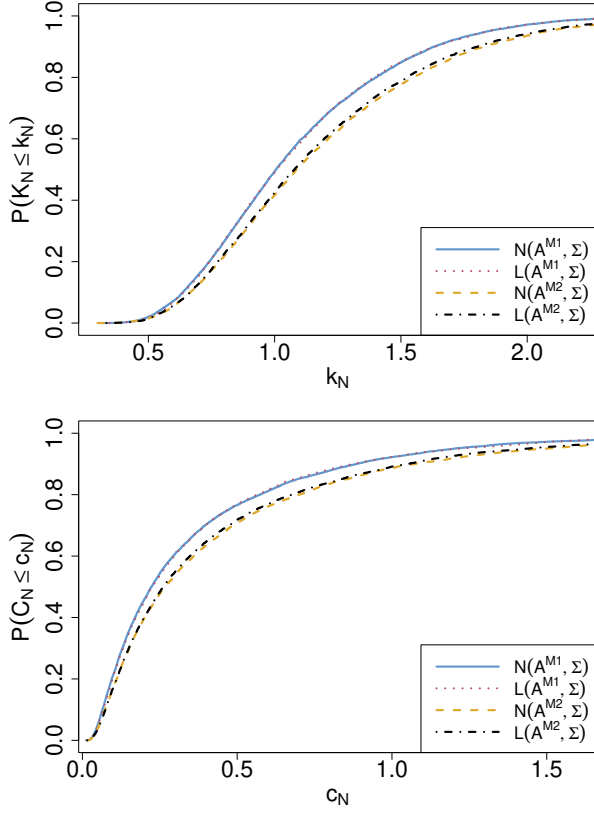 P(K_N ≤ k_N)
0.0 0.2 0.4 0.6 0.8 1.0
N(A^M1, Σ)
L(A^M1, Σ)
N(A^M2, Σ)
L(A^M2, Σ)
0.5 1.0 1.5 2.0
k_N
P(C_N ≤ c_N)
0.0 0.2 0.4 0.6 0.8 1.0
N(A^M1, Σ)
L(A^M1, Σ)
N(A^M2, Σ)
L(A^M2, Σ)
0.0 0.5 1.0 1.5
c_N